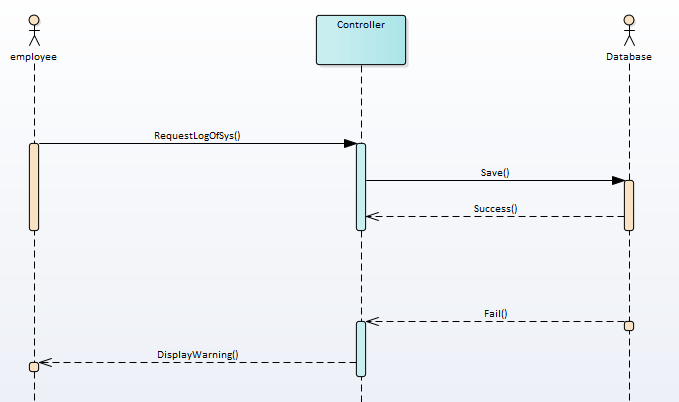 employee
Controller
Database
RequestLogOfSys()
Save()
Success()
Fail()
DisplayWarning()